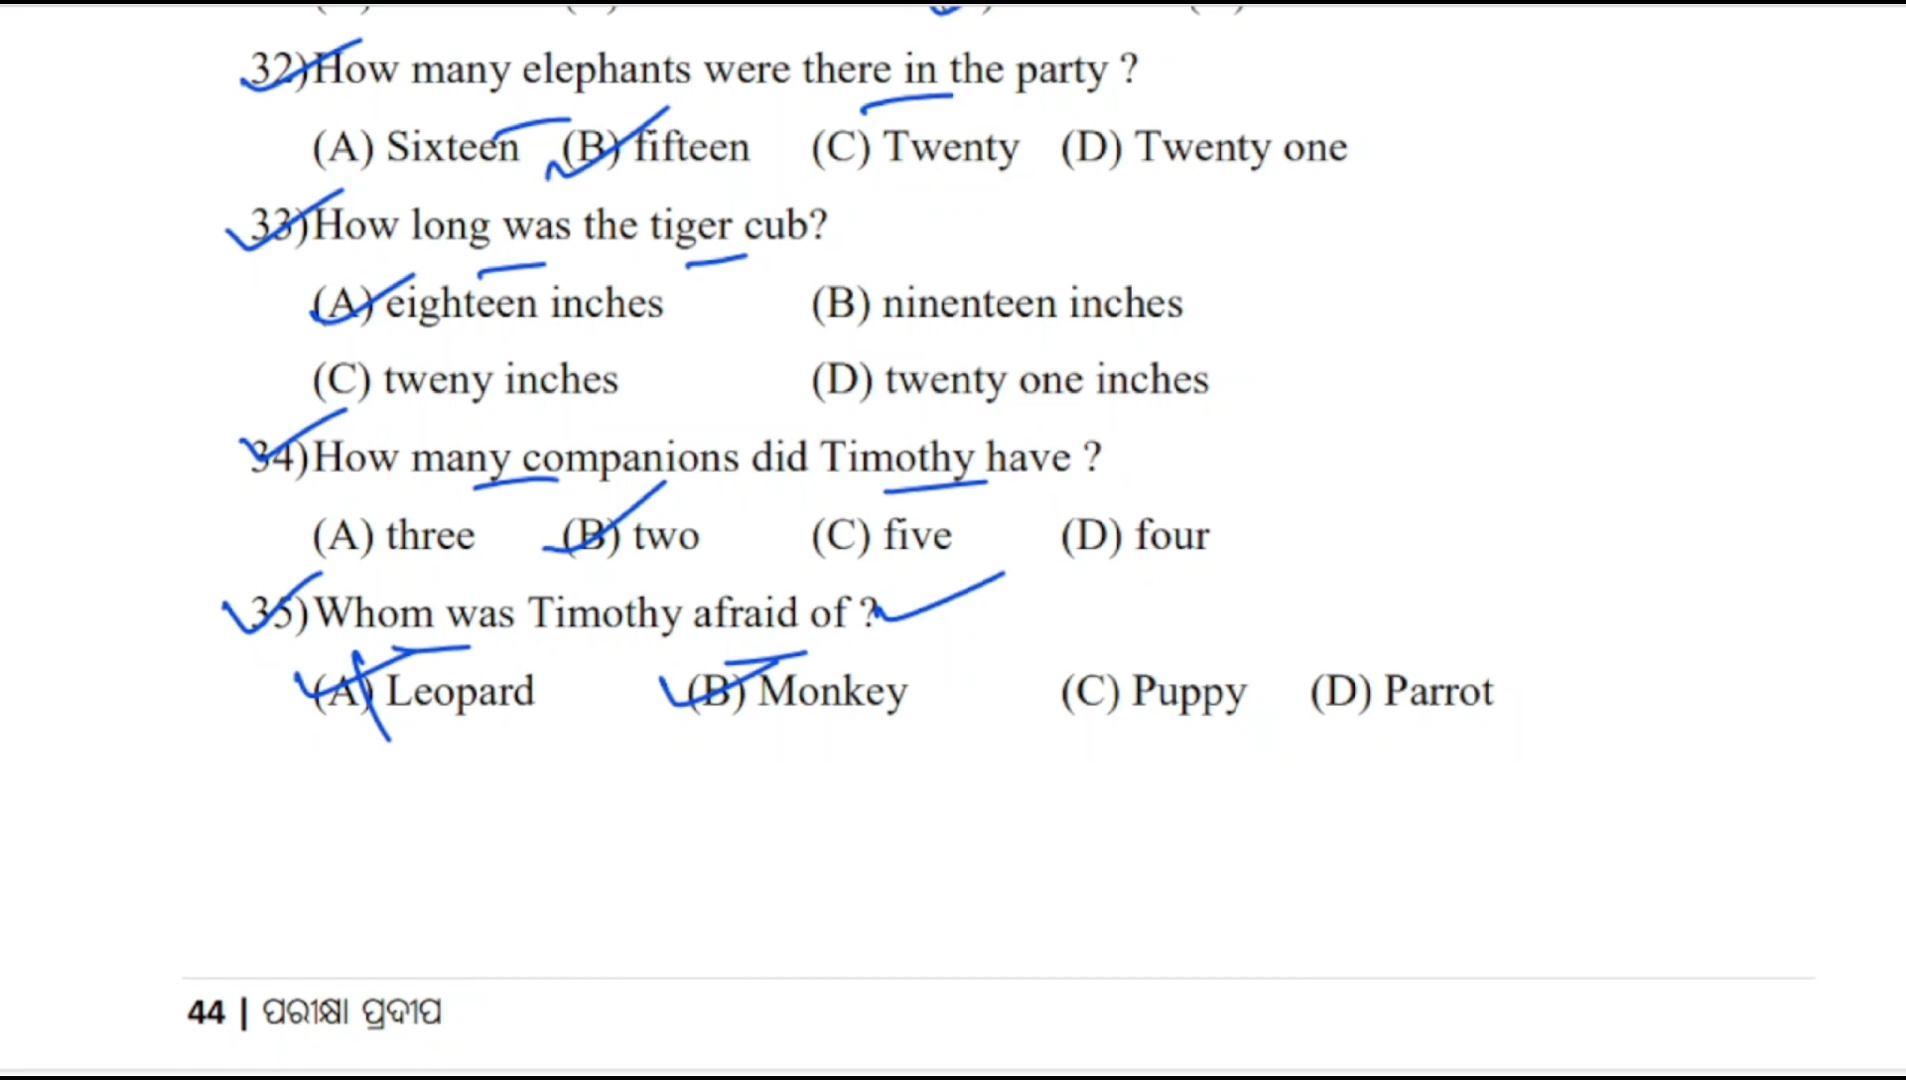 32) How many elephants were there in the party ?
(A) Sixteen (B) fifteen (C) Twenty (D) Twenty one
33) How long was the tiger cub?
(A) eighteen inches (B) ninenteen inches
(C) tweny inches (D) twenty one inches
34) How many companions did Timothy have ?
(A) three (B) two (C) five (D) four
35) Whom was Timothy afraid of ?
(A) Leopard (B) Monkey (C) Puppy (D) Parrot
44 | ପରୀକ୍ଷା ପ୍ରଦୀପ